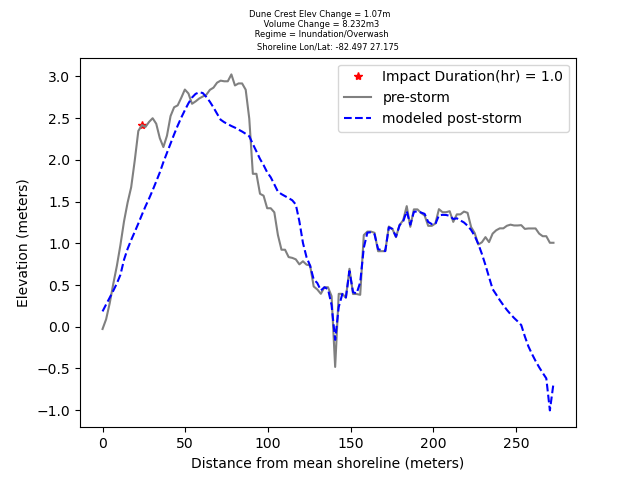 Dune Crest Elev Change = 1.07m
Volume Change = 8.232m3
Regime = Inundation/Overwash
Shoreline Lon/Lat: -82.497 27.175
Impact Duration(hr) = 1.0
pre-storm
modeled post-storm
Elevation (meters)
3.0
2.5
2.0
1.5
1.0
0.5
0.0
−0.5
−1.0
0 50 100 150 200 250
Distance from mean shoreline (meters)